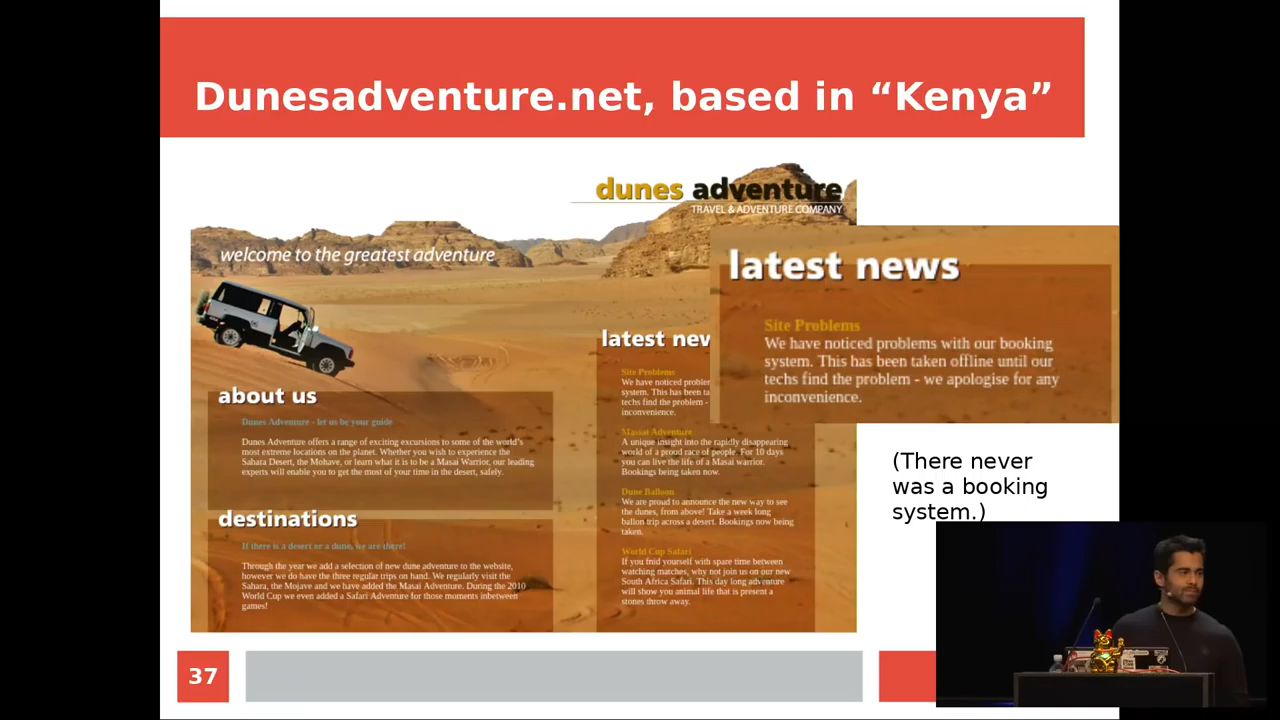 Dunesadventure.net, based in “Kenya”
dunes adventure
TRAVEL & ADVENTURE COMPANY
welcome to the greatest adventure
about us
Dunes Adventure - let us be your guide
Dunes Adventure offers a range of exciting excursions to some of the world's
most extreme locations on the planet. Whether you wish to experience the
Sahara Desert, the Mohave, or learn what it is to be a Masai Warrior, our leading
experts will enable you to get the most of your time in the desert, safely.
destinations
If there is a desert or a dune, we are there!
Through the year we add a selection of new dune adventure to the website,
however we do have the three regular trips on hand. We regularly visit the
Sahara, the Mojave and we have added the Masai Adventure. During the 2010
World Cup we even added a Safari Adventure for those moments inbetween
games!
latest new
Site Problems
We have noticed probler
system. This has been ta
techs find the problem -
inconvenience.
Massai Adventure
A unique insight into the rapidly disappearing
world of a proud race of people. For 10 days
you can live the life of a Masai warrior.
Bookings being taken now.
Dune Balloon
We are proud to announce the new way to see
the dunes, from above! Take a week long
ballon trip across a desert. Bookings now being
taken.
World Cup Safari
If you fnid yourself with spare time between
watching matches, why not join us on our new
South Africa Safari. This day long adventure
will show you animal life that is present a
stones throw away.
latest news
Site Problems
We have noticed problems with our booking
system. This has been taken offline until our
techs find the problem - we apologise for any
inconvenience.
(There never
was a booking
system.)
37